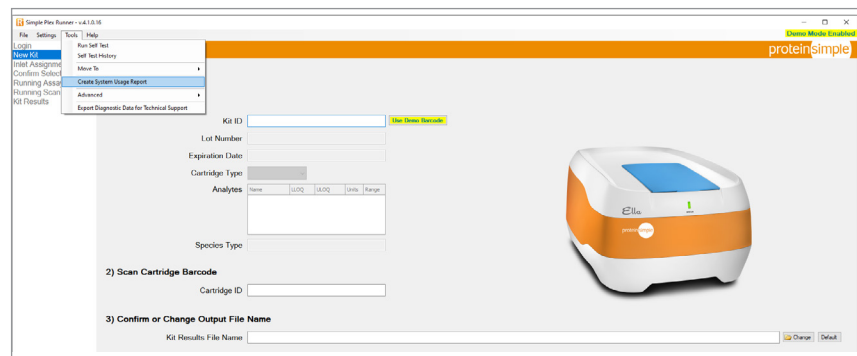 Simple Plex Runner - v.4.1.0.16
File Settings Tools Help
Demo Mode Enabled
Login
New Kit
Inlet Assignme
Confirm Select
Running Assa
Running Scan
Kit Results
Run Self Test
Self Test History
Move To
Create System Usage Report
Advanced
Export Diagnostic Data for Technical Support
proteinsimple
Kit ID
Use Demo Barcode
Lot Number
Expiration Date
Cartridge Type
Analytes
Name LLOQ ULOQ Units Range
Species Type
Ella
proteinsimple
2) Scan Cartridge Barcode
Cartridge ID
3) Confirm or Change Output File Name
Kit Results File Name
Change Default